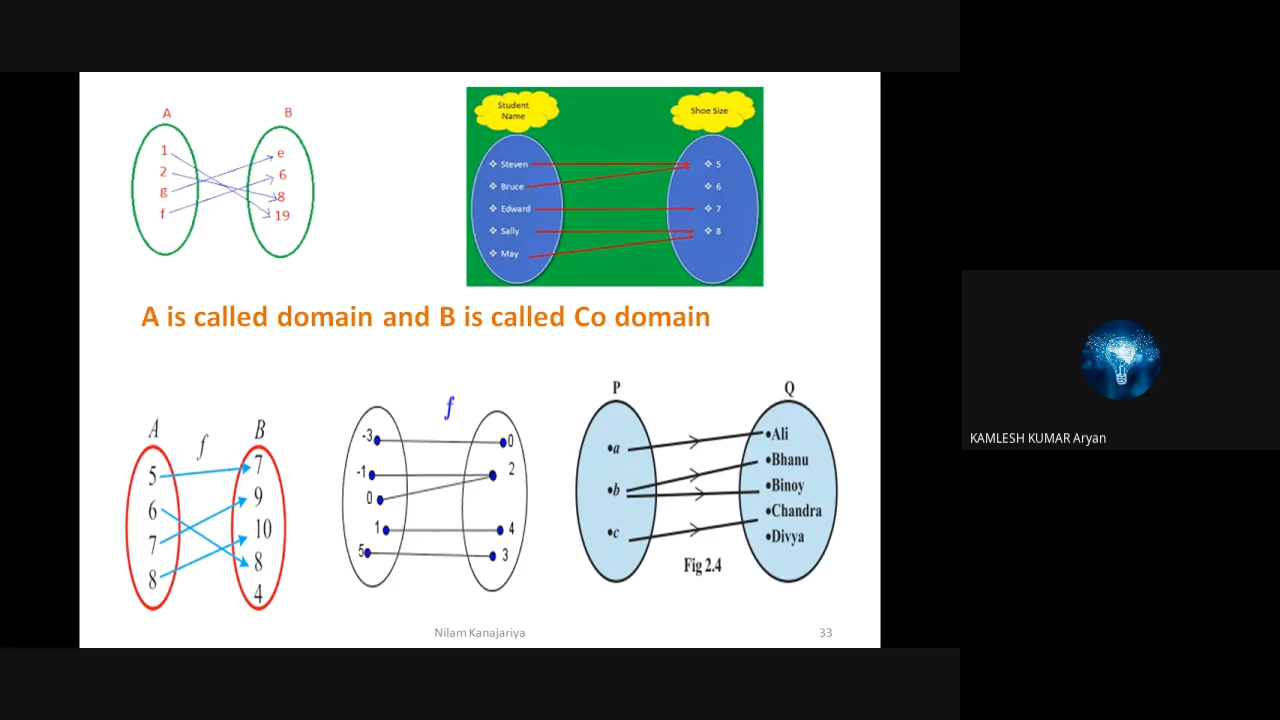 A
B
1
2
g
f
e
6
8
19
Student
Name
Shoe Size
❖ Steven
❖ Bruce
❖ Edward
❖ Sally
❖ May
❖ 5
❖ 6
❖ 7
❖ 8
A is called domain and B is called Co domain
A
f
B
5
6
7
8
7
9
10
8
4
f
-3
-1
0
1
5
0
2
4
3
P
Q
•a
•b
•c
•Ali
•Bhanu
•Binoy
•Chandra
•Divya
Fig 2.4
Nilam Kanajariya
33
KAMLESH KUMAR Aryan